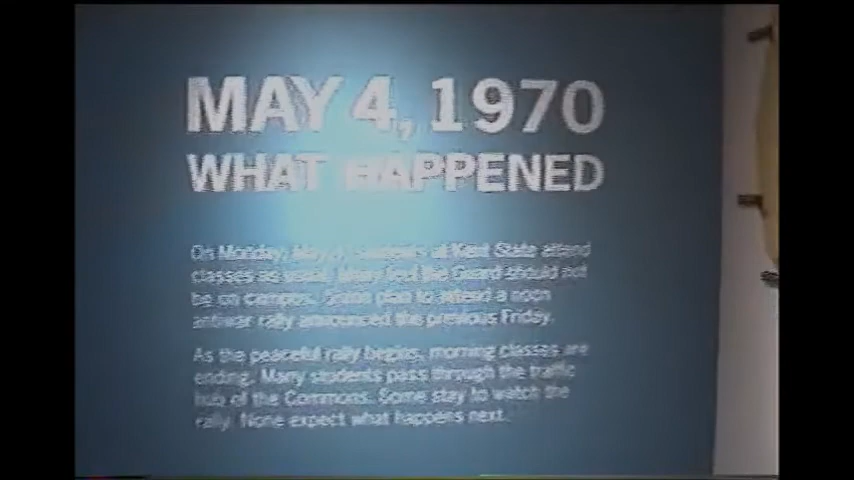 MAY 4, 1970
WHAT HAPPENED
On Monday, May 4, students at Kent State attend
classes as usual. Many feel the Guard should not
be on campus. Some plan to attend a noon
antiwar rally announced the previous Friday.
As the peaceful rally begins, morning classes are
ending. Many students pass through the traffic
hub of the Commons. Some stay to watch the
rally. None expect what happens next.